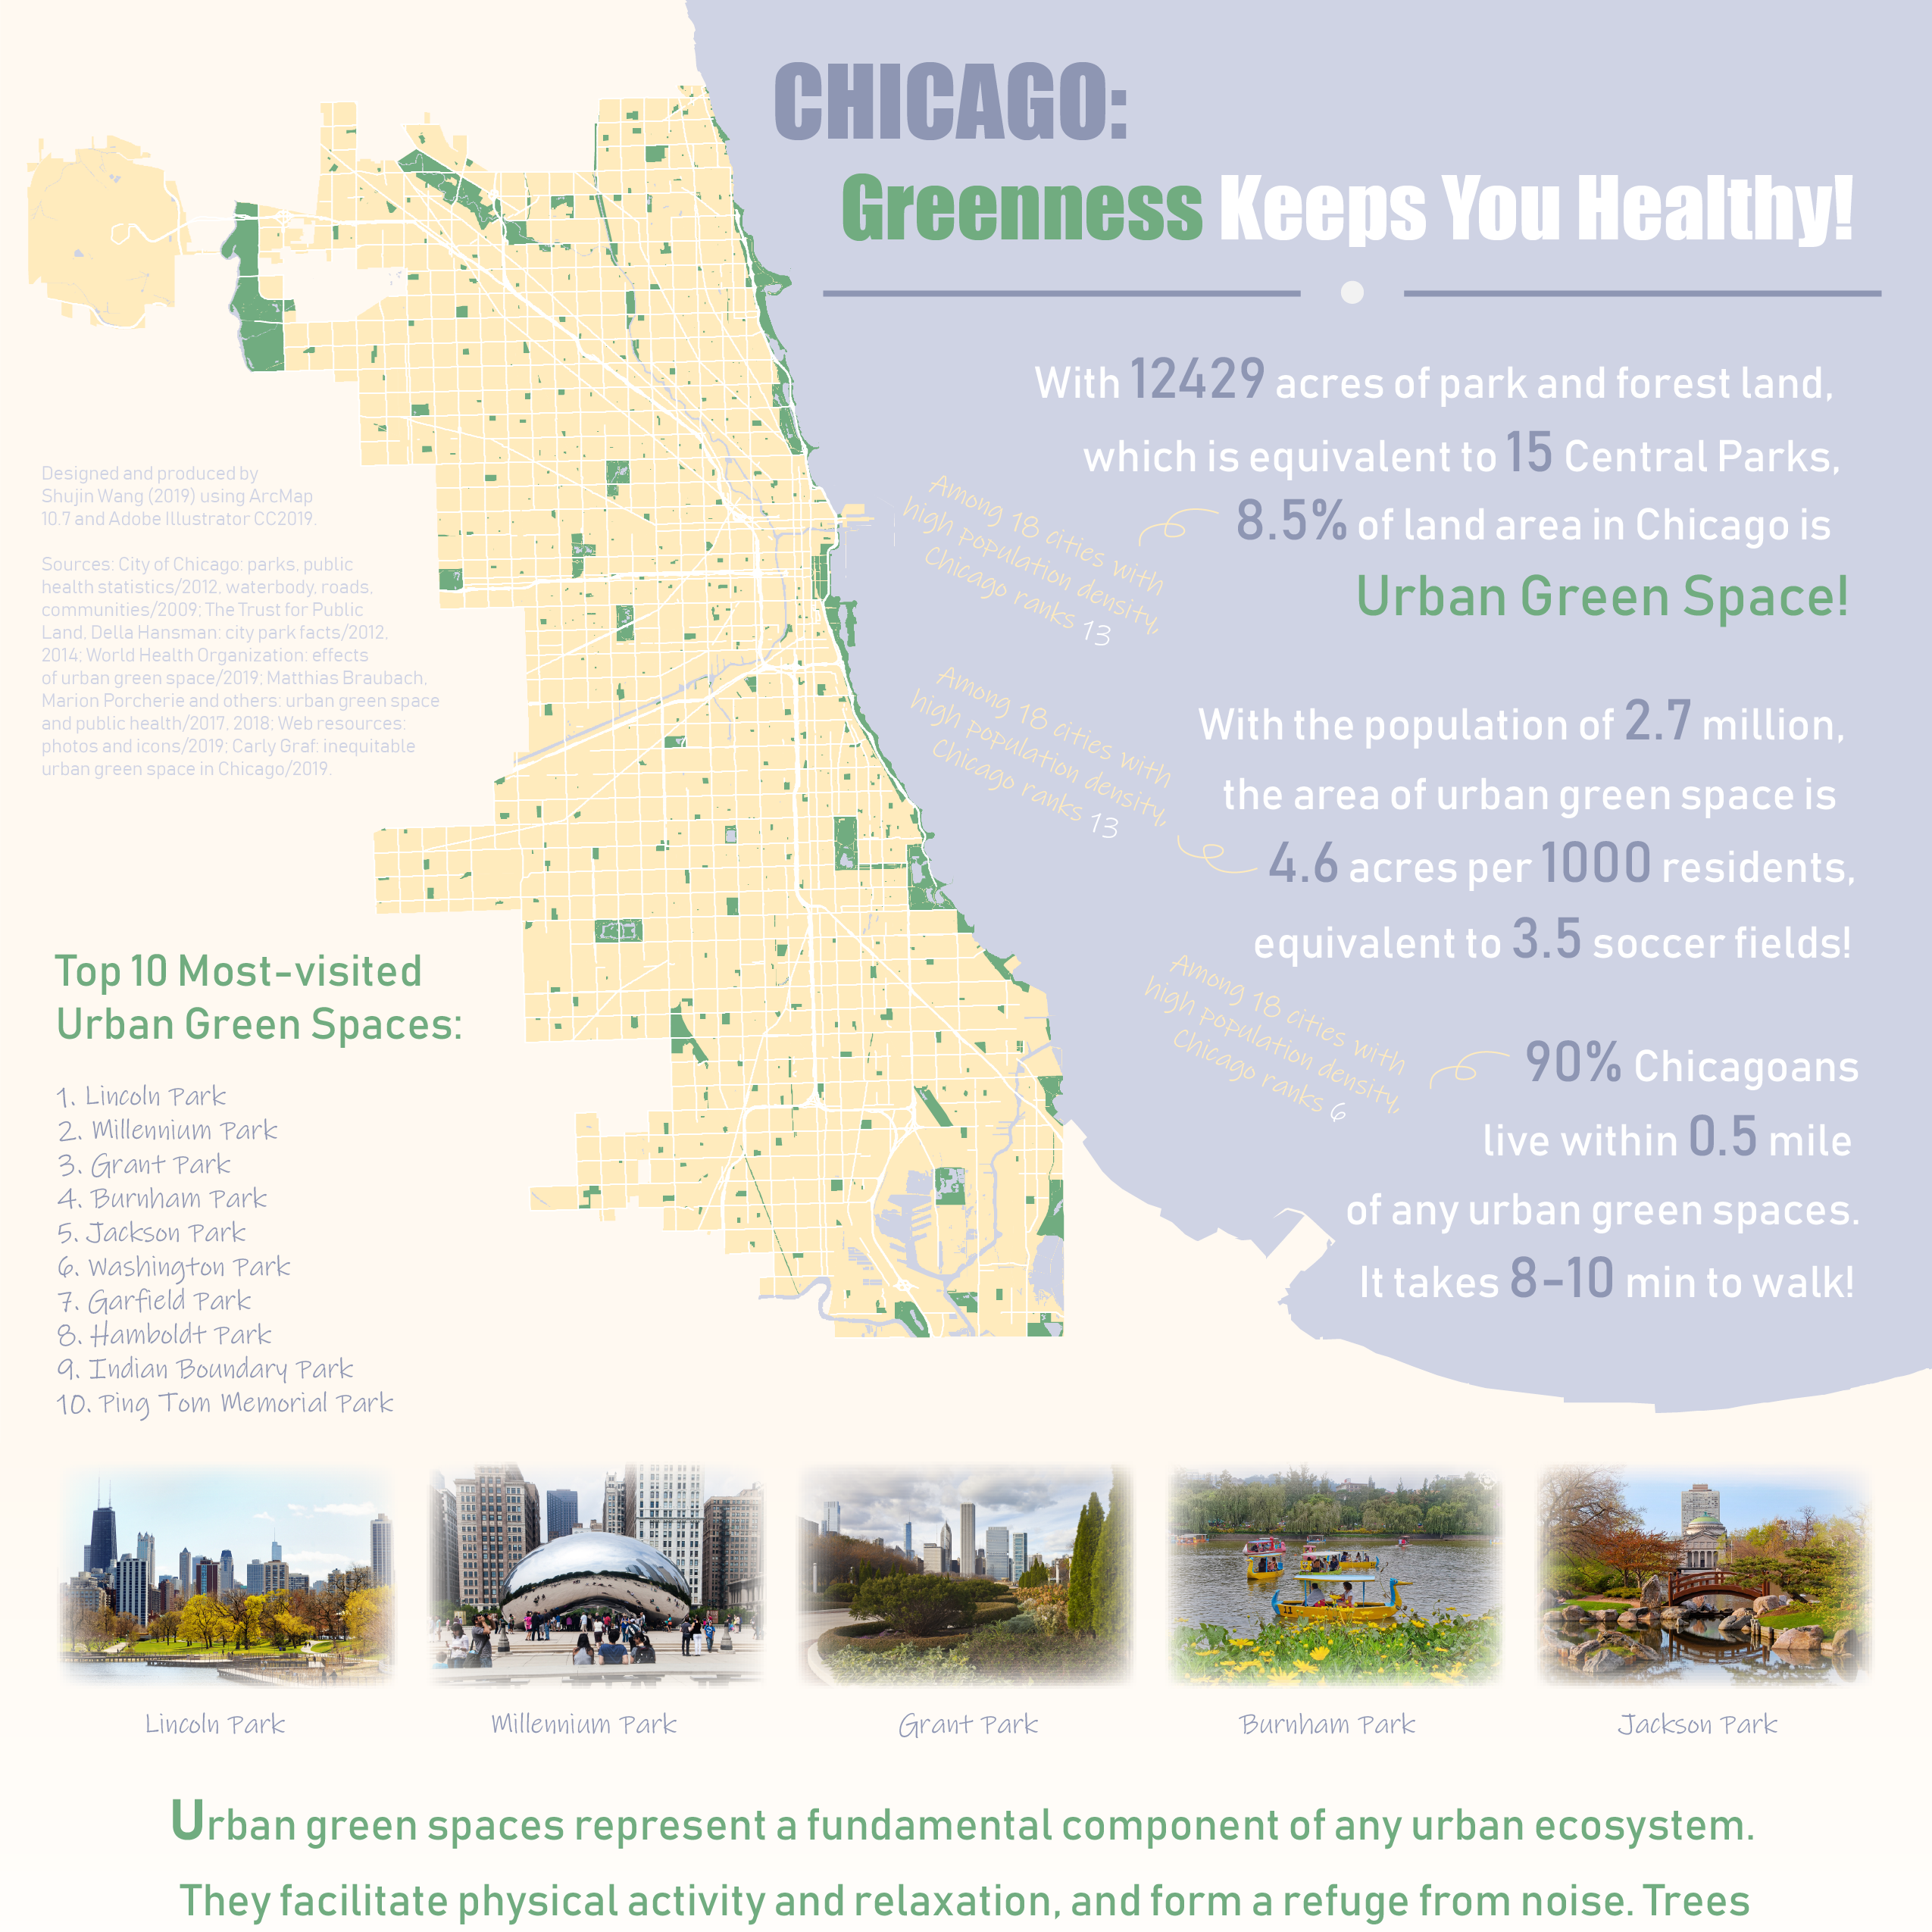 CHICAGO:
Greenness Keeps You Healthy!
With 12429 acres of park and forest land,
which is equivalent to 15 Central Parks,
8.5% of land area in Chicago is
Urban Green Space!
Among 18 cities with
high population density,
Chicago ranks 13
With the population of 2.7 million,
the area of urban green space is
4.6 acres per 1000 residents,
equivalent to 3.5 soccer fields!
Among 18 cities with
high population density,
Chicago ranks 13
90% Chicagoans
live within 0.5 mile
of any urban green spaces.
It takes 8-10 min to walk!
Among 18 cities with
high population density,
Chicago ranks 6
Designed and produced by
Shujin Wang (2019) using ArcMap
10.7 and Adobe Illustrator CC2019.
Sources: City of Chicago: parks, public
health statistics/2012, waterbody, roads,
communities/2009; The Trust for Public
Land, Della Hansman: city park facts/2012,
2014; World Health Organization: effects
of urban green space/2019; Matthias Braubach,
Marion Porcherie and others: urban green space
and public health/2017, 2018; Web resources:
photos and icons/2019; Carly Graf: inequitable
urban green space in Chicago/2019.
Top 10 Most-visited
Urban Green Spaces:
1. Lincoln Park
2. Millennium Park
3. Grant Park
4. Burnham Park
5. Jackson Park
6. Washington Park
7. Garfield Park
8. Hamboldt Park
9. Indian Boundary Park
10. Ping Tom Memorial Park
Lincoln Park
Millennium Park
Grant Park
Burnham Park
Jackson Park
Urban green spaces represent a fundamental component of any urban ecosystem.
They facilitate physical activity and relaxation, and form a refuge from noise. Trees